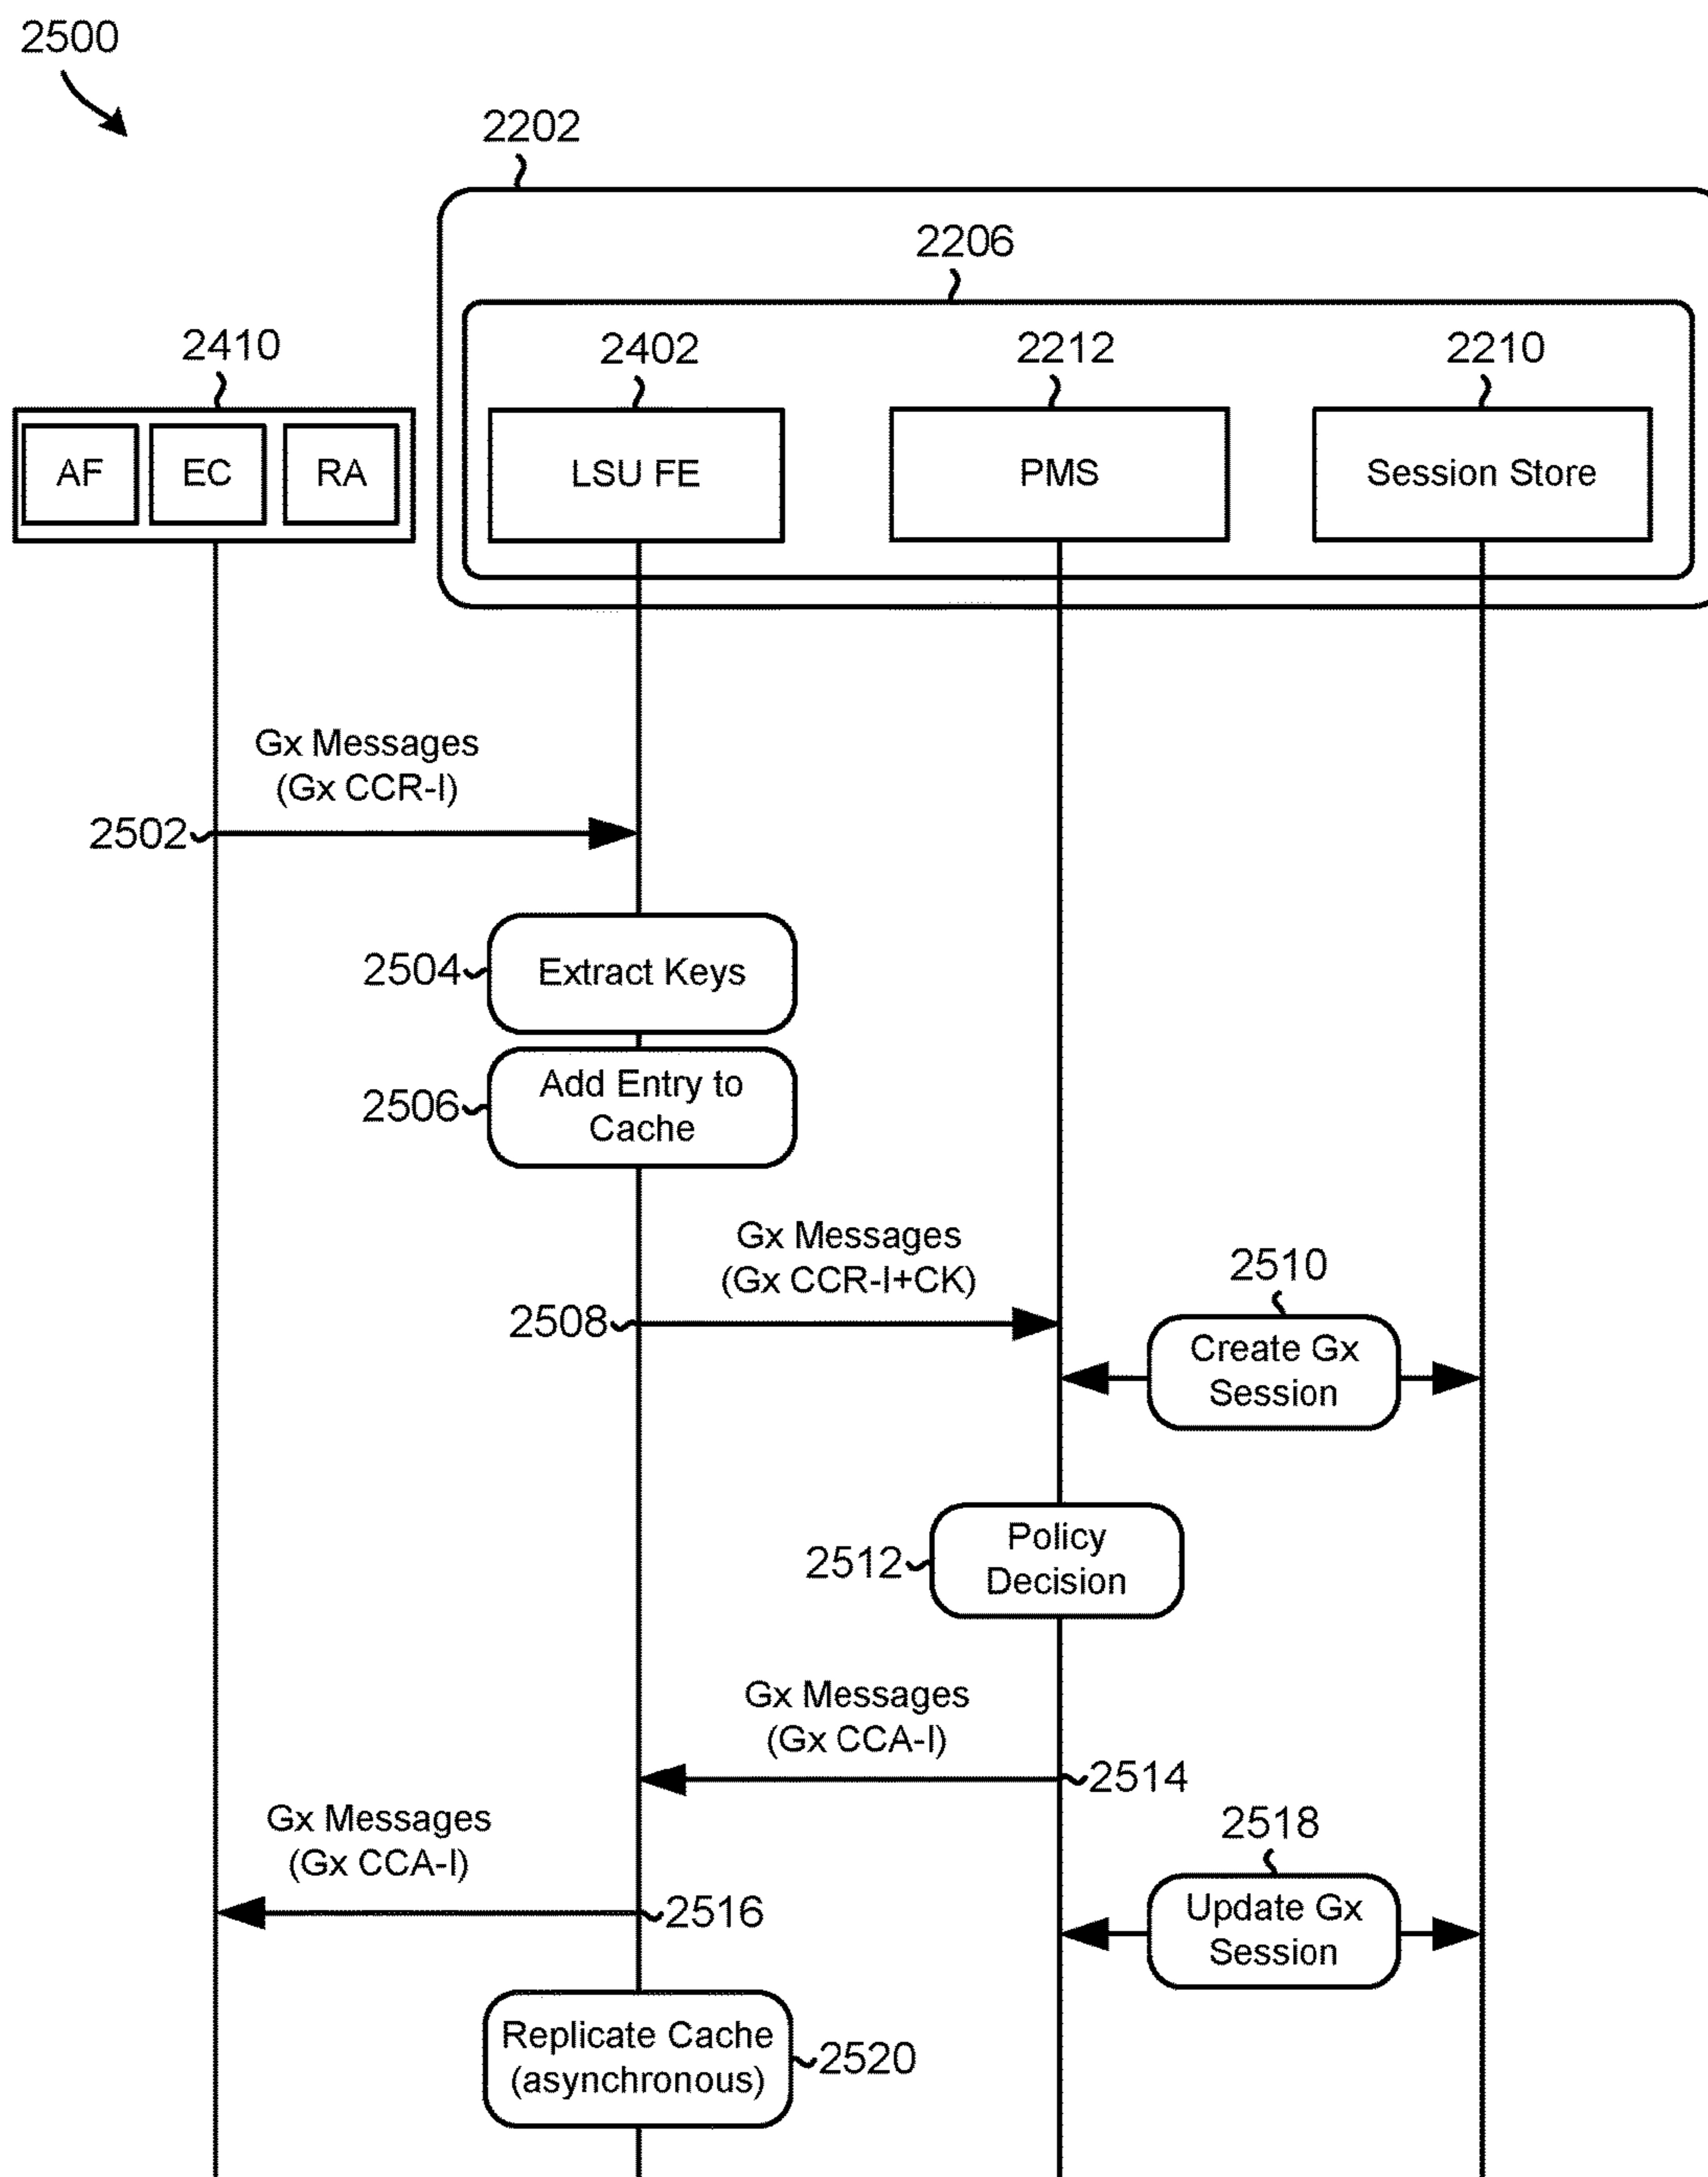 2500
2202
2206
2410
2402
2212
2210
AF
EC
RA
LSU FE
PMS
Session Store
Gx Messages
(Gx CCR-I)
2502
2504
Extract Keys
2506
Add Entry to
Cache
Gx Messages
(Gx CCR-I+CK)
2508
2510
Create Gx
Session
2512
Policy
Decision
Gx Messages
(Gx CCA-I)
2514
Gx Messages
(Gx CCA-I)
2516
2518
Update Gx
Session
Replicate Cache
(asynchronous)
2520